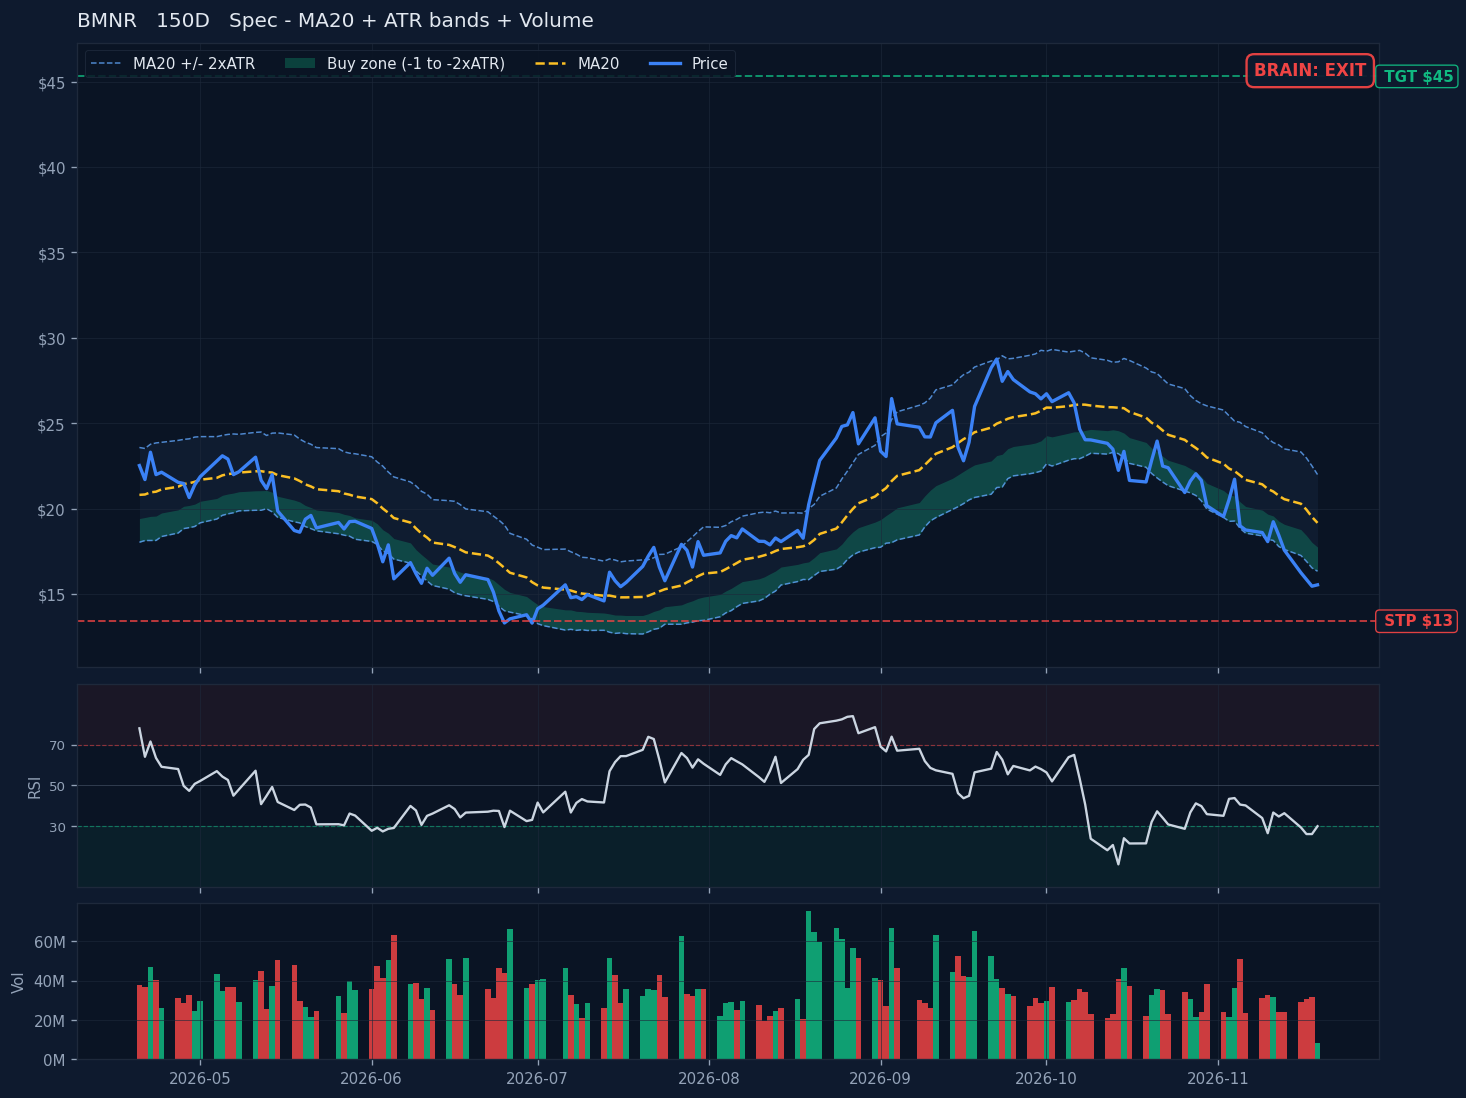 BMNR   150D   Spec - MA20 + ATR bands + Volume
MA20 +/- 2xATR
Buy zone (-1 to -2xATR)
MA20
Price
BRAIN: EXIT
TGT $45
$45
$40
$35
$30
$25
$20
$15
STP $13
RSI
70
50
30
Vol
60M
40M
20M
0M
2026-05
2026-06
2026-07
2026-08
2026-09
2026-10
2026-11